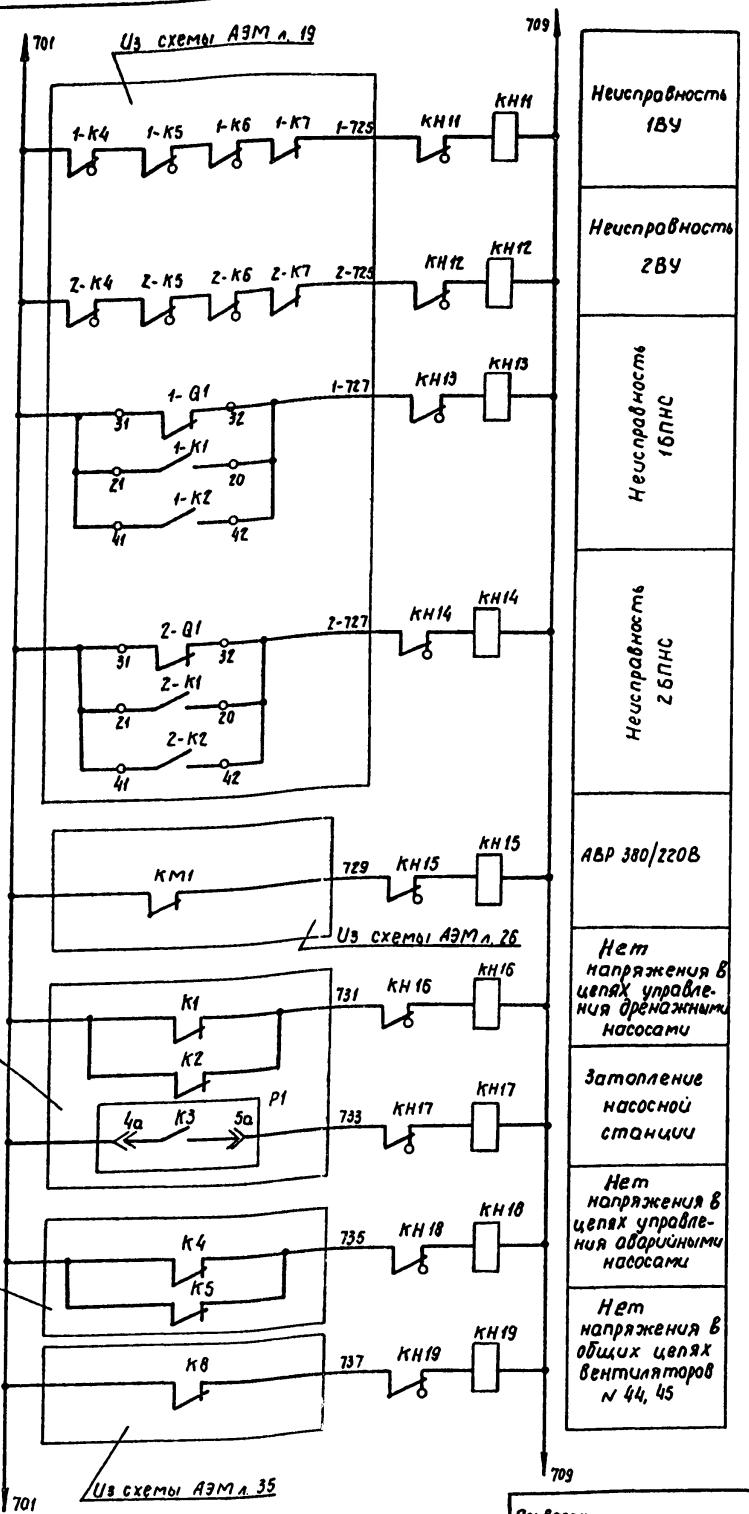 701
Из схемы АЭМ л. 19
709
1-К4 1-К5 1-К6 1-К7 1-725 КН11 КН11
Неисправность
1ВУ
2-К4 2-К5 2-К6 2-К7 2-725 КН12 КН12
Неисправность
2ВУ
1-Q1 1-727 КН13 КН13
31 32
1-К1
21 20
1-К2
41 42
Неисправность
1БПНС
2-Q1 2-727 КН14 КН14
31 32
2-К1
21 20
2-К2
41 42
Неисправность
2БПНС
КМ1 729 КН15 КН15
АВР 380/220В
Из схемы АЭМ л. 26
К1 731 КН16 КН16
К2
Нет
напряжения в
цепях управле-
ния дренажными
насосами
Р1
4а К3 5а 733 КН17 КН17
Затопление
насосной
станции
К4 735 КН18 КН18
К5
Нет
напряжения в
цепях управле-
ния аварийными
насосами
К8 737 КН19 КН19
Нет
напряжения в
общих цепях
вентиляторов
N 44, 45
Из схемы АЭМ л. 35
701
709